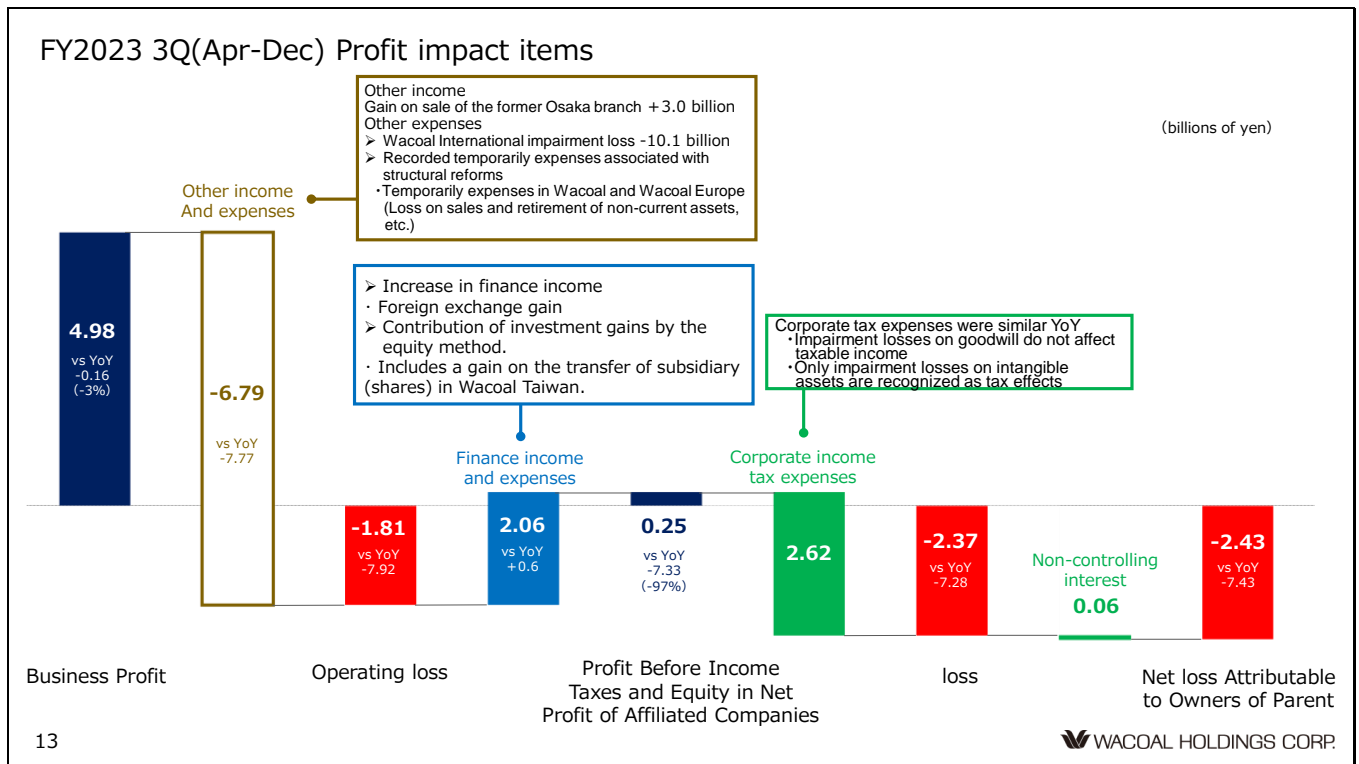 FY2023 3Q(Apr-Dec) Profit impact items
(billions of yen)
Other income
Gain on sale of the former Osaka branch +3.0 billion
Other expenses
➢ Wacoal International impairment loss -10.1 billion
➢ Recorded temporarily expenses associated with
structural reforms
・Temporarily expenses in Wacoal and Wacoal Europe
(Loss on sales and retirement of non-current assets,
etc.)
Other income
And expenses
➢ Increase in finance income
・Foreign exchange gain
➢ Contribution of investment gains by the
equity method.
・Includes a gain on the transfer of subsidiary
(shares) in Wacoal Taiwan.
Corporate tax expenses were similar YoY
・Impairment losses on goodwill do not affect
taxable income
・Only impairment losses on intangible
assets are recognized as tax effects
Finance income
and expenses
Corporate income
tax expenses
4.98
vs YoY
-0.16
(-3%)
-6.79
vs YoY
-7.77
-1.81
vs YoY
-7.92
2.06
vs YoY
+0.6
0.25
vs YoY
-7.33
(-97%)
2.62
-2.37
vs YoY
-7.28
Non-controlling
interest
0.06
-2.43
vs YoY
-7.43
Business Profit
Operating loss
Profit Before Income
Taxes and Equity in Net
Profit of Affiliated Companies
loss
Net loss Attributable
to Owners of Parent
13
WACOAL HOLDINGS CORP.